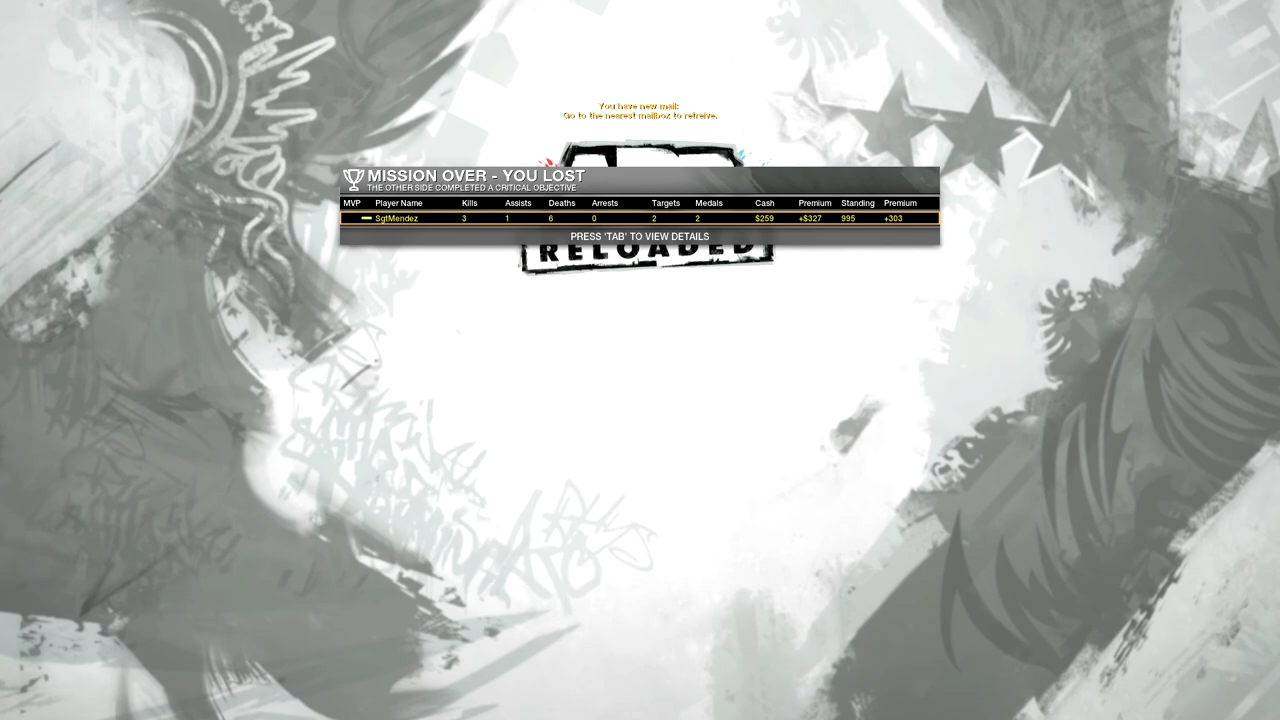 You have new mail:
Go to the nearest mailbox to retreive.
MISSION OVER - YOU LOST
THE OTHER SIDE COMPLETED A CRITICAL OBJECTIVE
MVP Player Name Kills Assists Deaths Arrests Targets Medals Cash Premium Standing Premium
SgtMendez 3 1 6 0 2 2 $259 +$327 995 +303
PRESS 'TAB' TO VIEW DETAILS
RELOADED